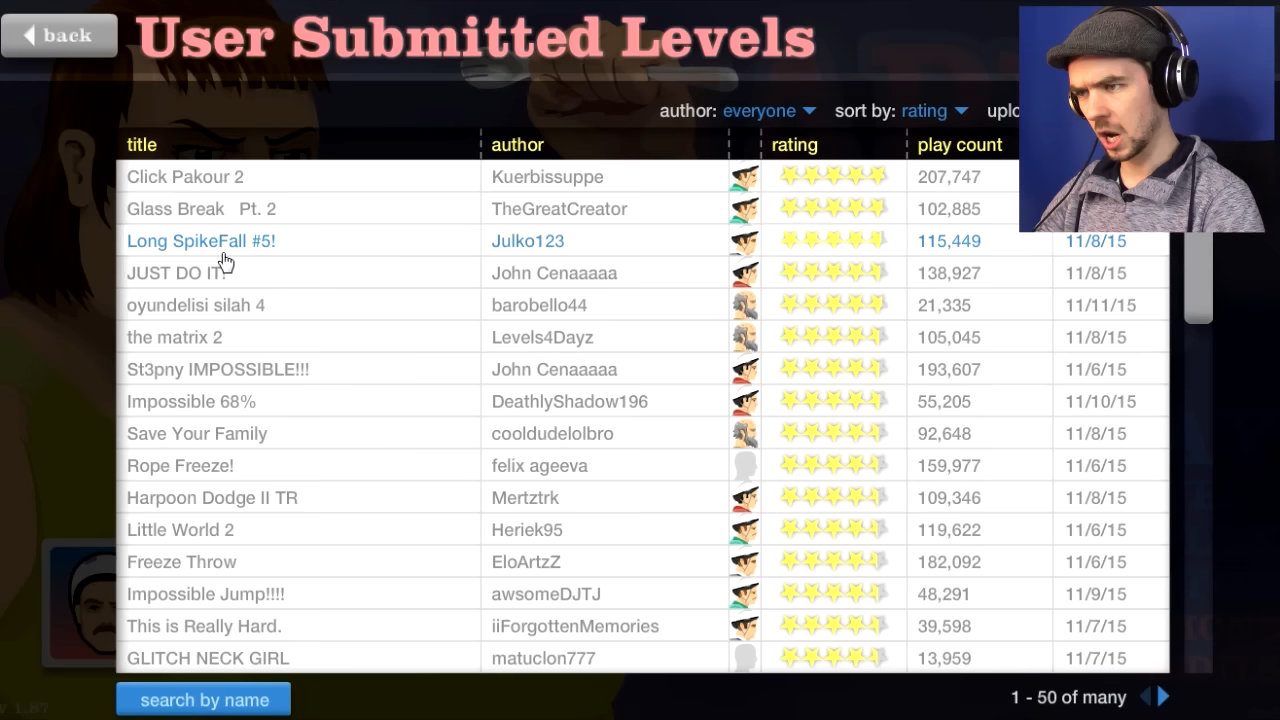 back
User Submitted Levels
author: everyone sort by: rating uplo
title author rating play count
Click Pakour 2 Kuerbissuppe 207,747
Glass Break Pt. 2 TheGreatCreator 102,885
Long SpikeFall #5! Julko123 115,449 11/8/15
JUST DO IT! John Cenaaaaa 138,927 11/8/15
oyundelisi silah 4 barobello44 21,335 11/11/15
the matrix 2 Levels4Dayz 105,045 11/8/15
St3pny IMPOSSIBLE!!! John Cenaaaaa 193,607 11/6/15
Impossible 68% DeathlyShadow196 55,205 11/10/15
Save Your Family cooldudelolbro 92,648 11/8/15
Rope Freeze! felix ageeva 159,977 11/6/15
Harpoon Dodge II TR Mertztrk 109,346 11/8/15
Little World 2 Heriek95 119,622 11/6/15
Freeze Throw EloArtzZ 182,092 11/6/15
Impossible Jump!!!! awsomeDJTJ 48,291 11/9/15
This is Really Hard. iiForgottenMemories 39,598 11/7/15
GLITCH NECK GIRL matuclon777 13,959 11/7/15
search by name 1 - 50 of many
v 1.87